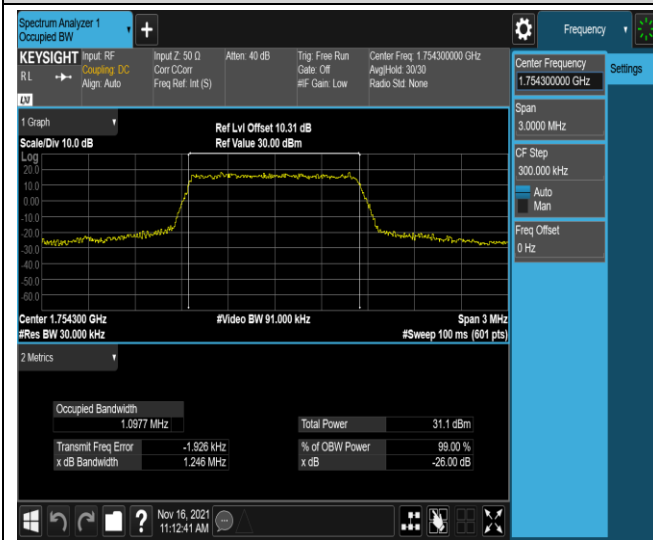 Spectrum Analyzer 1
Occupied BW
+
Frequency
KEYSIGHT
R L
LXI
Input: RF
Coupling: DC
Align: Auto
Input Z: 50 Ω
Corr CCorr
Freq Ref: Int (S)
Atten: 40 dB
Trig: Free Run
Gate: Off
#IF Gain: Low
Center Freq: 1.754300000 GHz
Avg|Hold: 30/30
Radio Std: None
Center Frequency
1.754300000 GHz
Settings
Span
3.0000 MHz
CF Step
300.000 kHz
Auto
Man
Freq Offset
0 Hz
1 Graph
Scale/Div 10.0 dB
Ref Lvl Offset 10.31 dB
Ref Value 30.00 dBm
Log
20.0
10.0
0.00
-10.0
-20.0
-30.0
-40.0
-50.0
-60.0
Center 1.754300 GHz
#Res BW 30.000 kHz
#Video BW 91.000 kHz
Span 3 MHz
#Sweep 100 ms (601 pts)
2 Metrics
Occupied Bandwidth
1.0977 MHz
Total Power 31.1 dBm
Transmit Freq Error -1.926 kHz
% of OBW Power 99.00 %
x dB Bandwidth 1.246 MHz
x dB -26.00 dB
?
Nov 16, 2021
11:12:41 AM